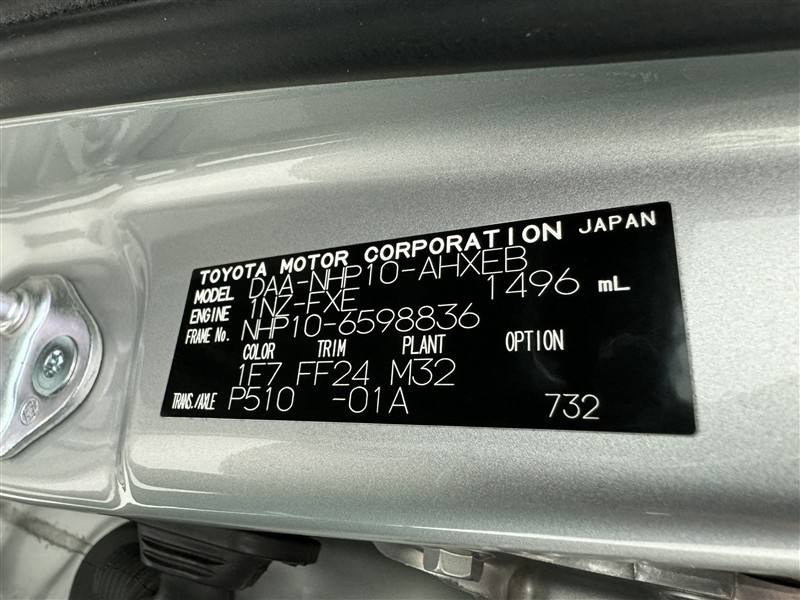 TOYOTA MOTOR CORPORATION JAPAN
MODEL DAA-NHP10-AHXEB
ENGINE 1NZ-FXE 1496 mL
FRAME No. NHP10-6598836
COLOR TRIM PLANT OPTION
1F7 FF24 M32
TRANS./AXLE P510 -01A 732